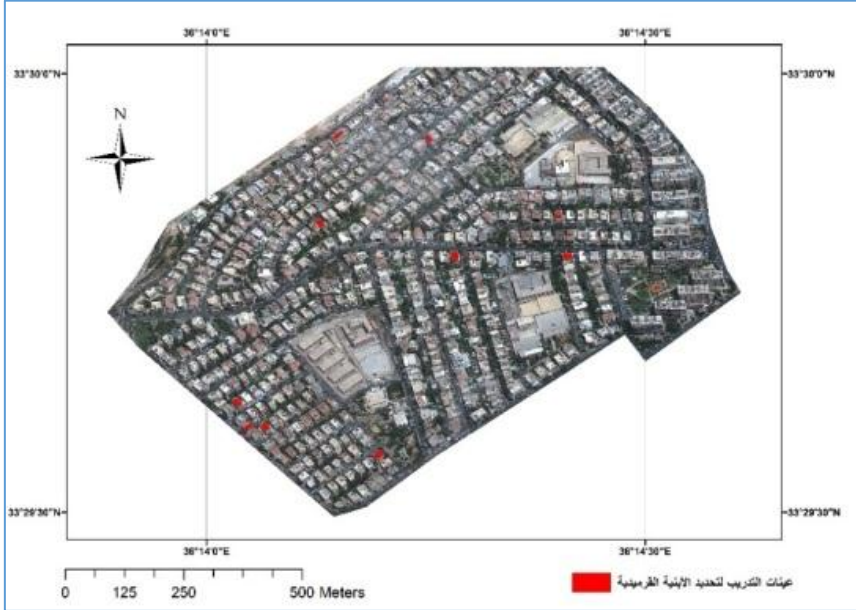 36°14'0"E 36°14'30"E
33°30'0"N 33°30'0"N
N
33°29'30"N 33°29'30"N
36°14'0"E 36°14'30"E
0 125 250 500 Meters
عينات التدريب لتحديد الأبنية القرميدية